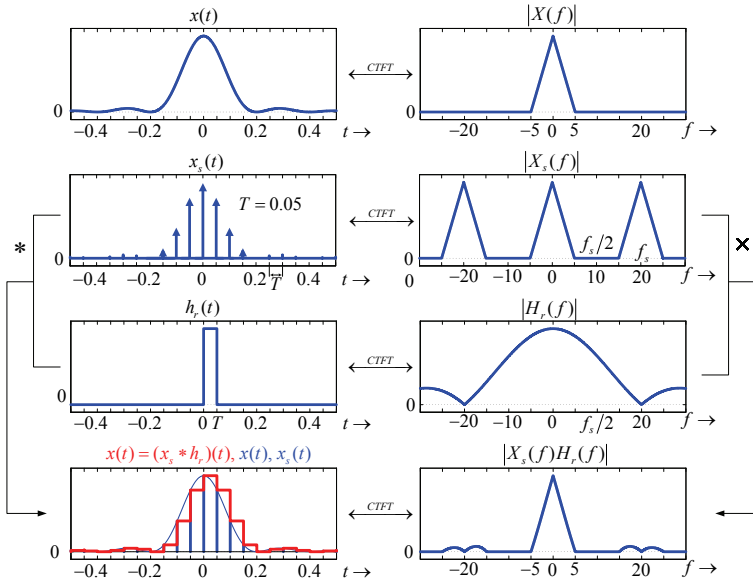 x(t)
|X(f)|
0
−0.4 −0.2 0 0.2 0.4 t →
CTFT
0
−20 −5 0 5 20 f →
x_s(t)
|X_s(f)|
T = 0.05
0
−0.4 −0.2 0 0.2 0.4 t →
T
CTFT
f_s/2
f_s
0
0
−20 −10 0 10 20 f →
*
×
h_r(t)
|H_r(f)|
0
−0.4 −0.2 0 T 0.2 0.4 t →
CTFT
0
−20 0 f_s/2 20 f →
x(t) = (x_s * h_r)(t), x(t), x_s(t)
|X_s(f)H_r(f)|
0
−0.4 −0.2 0 0.2 0.4 t →
CTFT
0
−20 −5 0 5 20 f →